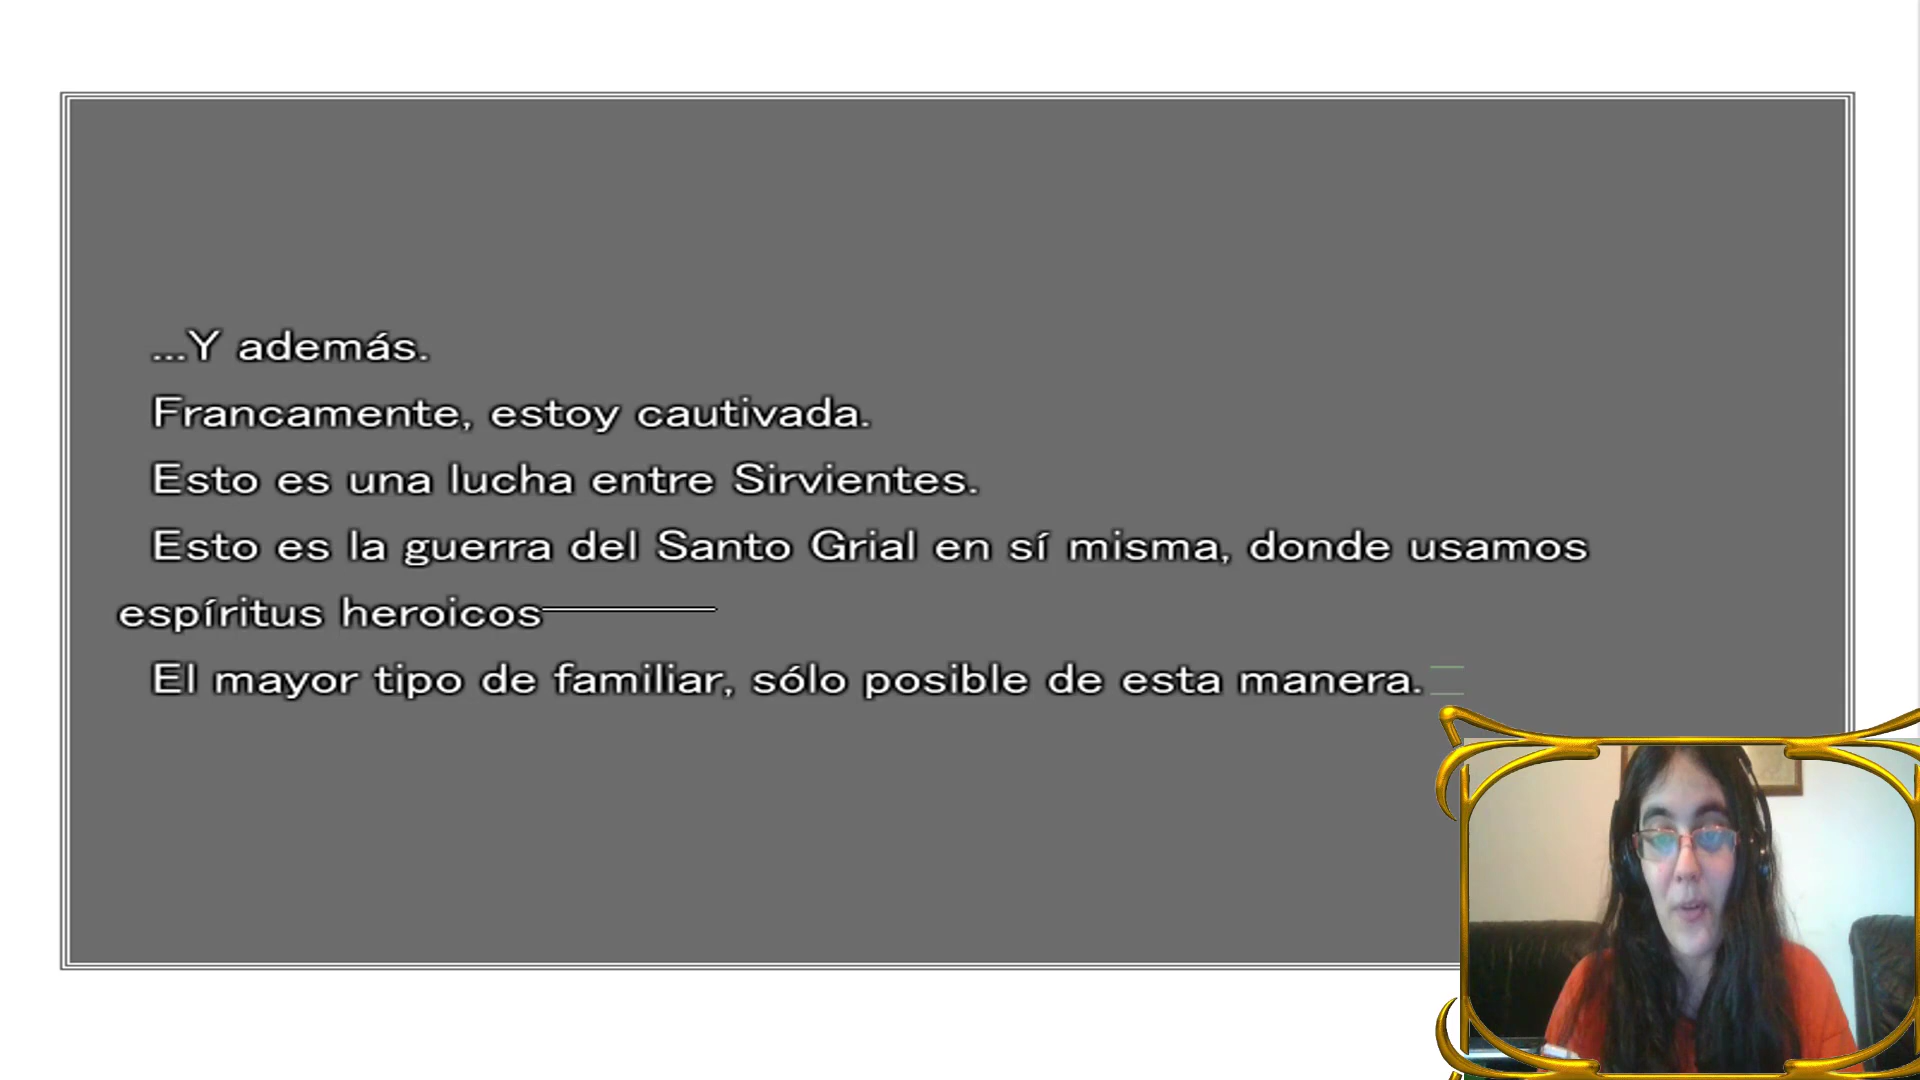 ...Y además.
Francamente, estoy cautivada.
Esto es una lucha entre Sirvientes.
Esto es la guerra del Santo Grial en sí misma, donde usamos
espíritus heroicos————
El mayor tipo de familiar, sólo posible de esta manera.